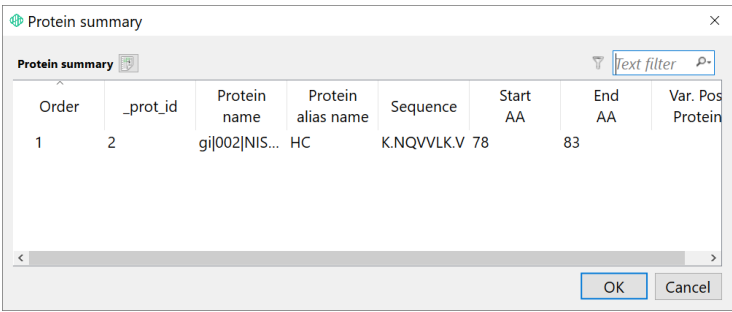 Protein summary
Protein summary
Text filter
Order _prot_id Protein name Protein alias name Sequence Start AA End AA Var. Pos Protein
1 2 gi|002|NIS... HC K.NQVVLK.V 78 83
OK Cancel